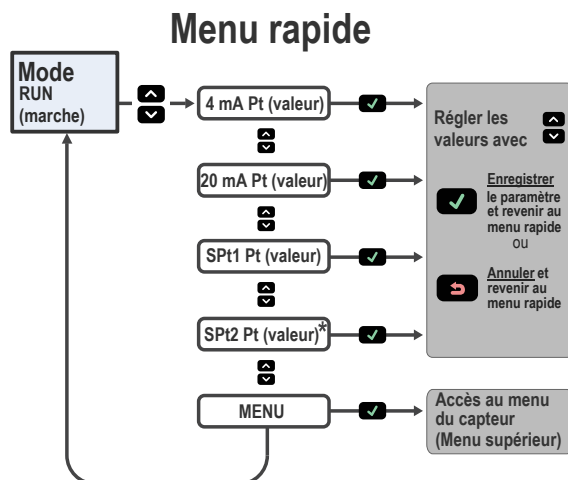 Menu rapide
Mode
RUN
(marche)
4 mA Pt (valeur)
20 mA Pt (valeur)
SPt1 Pt (valeur)
SPt2 Pt (valeur)*
MENU
Régler les
valeurs avec
Enregistrer
le paramètre
et revenir au
menu rapide
ou
Annuler et
revenir au
menu rapide
Accès au menu
du capteur
(Menu supérieur)